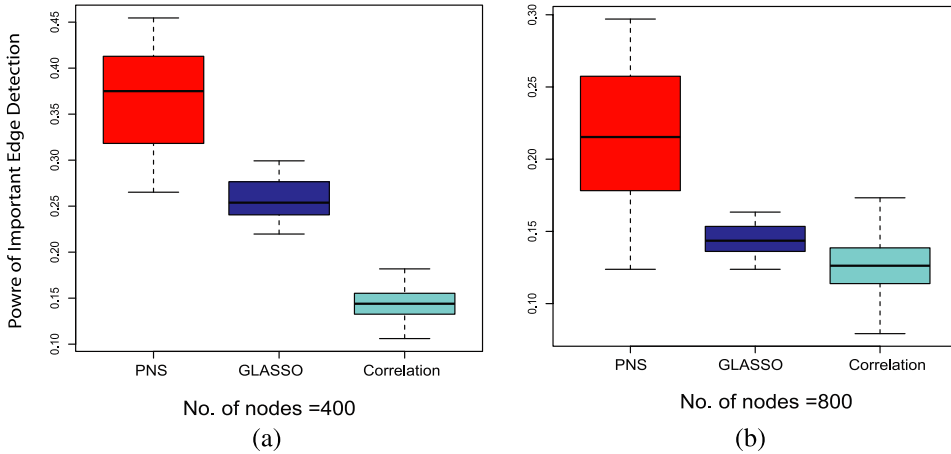 Powre of Important Edge Detection
0.45
0.40
0.35
0.30
0.25
0.20
0.15
0.10
PNS GLASSO Correlation
No. of nodes =400
(a)
0.30
0.25
0.20
0.15
0.10
PNS GLASSO Correlation
No. of nodes =800
(b)